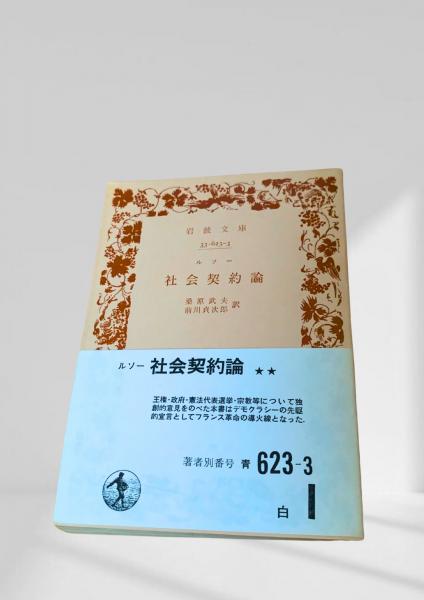 岩波文庫
33-623-3
ルソー
社会契約論
桑原武夫
前川貞次郎 訳
ルソー 社会契約論 ★★
王権・政府・憲法代表選挙・宗教等について独
創的意見をのべた本書はデモクラシーの先駆
的宣言としてフランス革命の導火線となった.
著者別番号 青 623-3
白